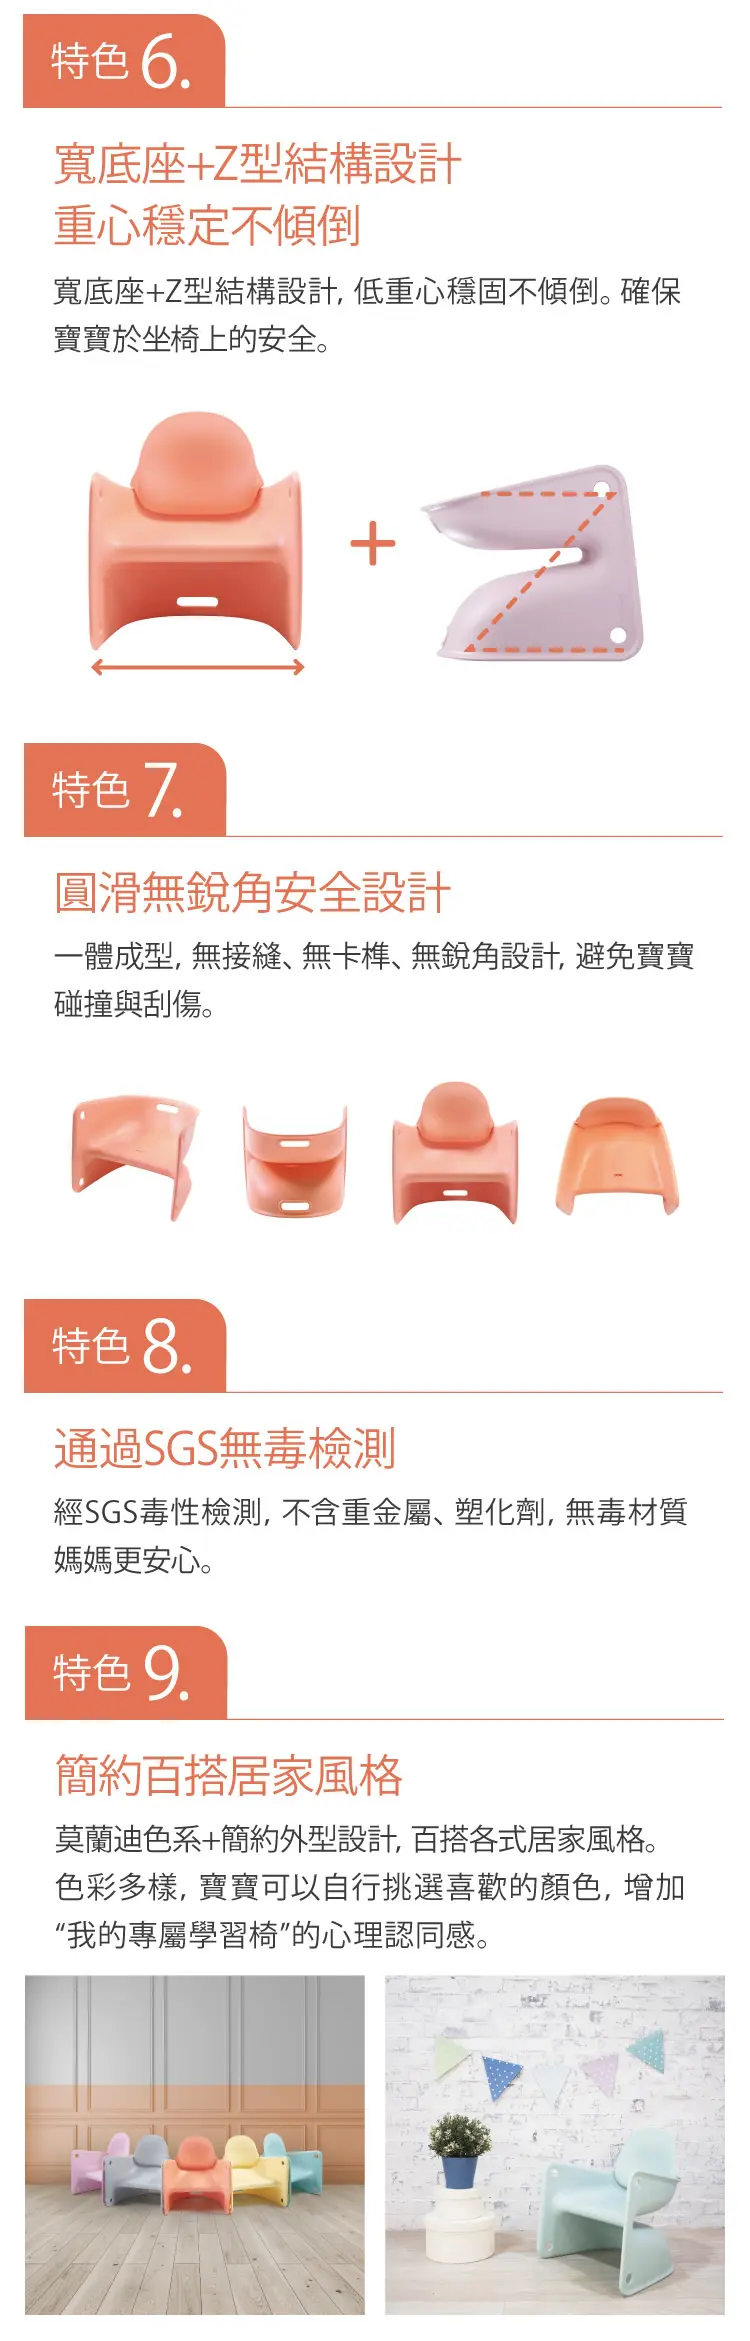 特色 6.
寬底座+Z型結構設計
重心穩定不傾倒
寬底座+Z型結構設計, 低重心穩固不傾倒。確保
寶寶於坐椅上的安全。
特色 7.
圓滑無銳角安全設計
一體成型, 無接縫、無卡榫、無銳角設計, 避免寶寶
碰撞與刮傷。
特色 8.
通過SGS無毒檢測
經SGS毒性檢測, 不含重金屬、塑化劑, 無毒材質
媽媽更安心。
特色 9.
簡約百搭居家風格
莫蘭迪色系+簡約外型設計, 百搭各式居家風格。
色彩多樣, 寶寶可以自行挑選喜歡的顏色, 增加
“我的專屬學習椅”的心理認同感。